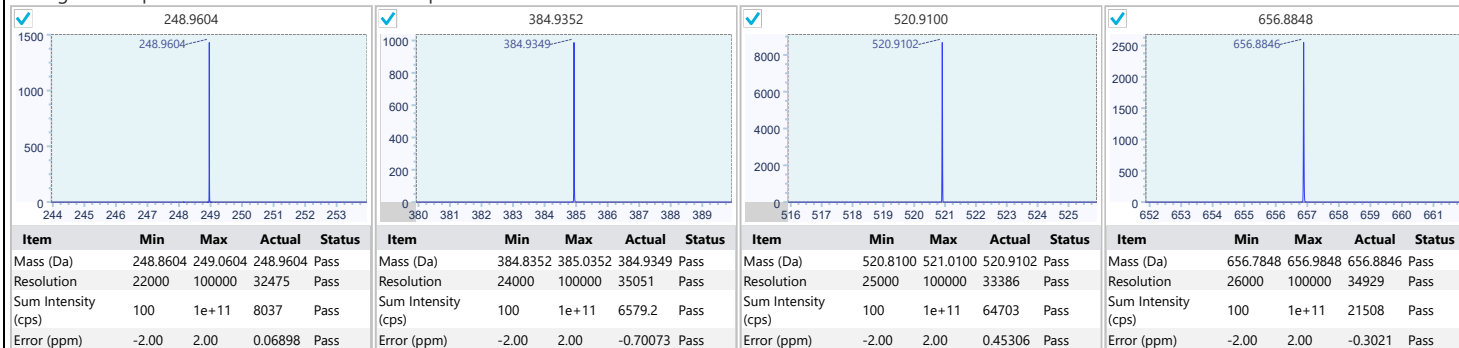 248.9604
248.9604
1500
1000
500
0
244 245 246 247 248 249 250 251 252 253
Item Min Max Actual Status
Mass (Da) 248.8604 249.0604 248.9604 Pass
Resolution 22000 100000 32475 Pass
Sum Intensity (cps) 100 1e+11 8037 Pass
Error (ppm) -2.00 2.00 0.06898 Pass
384.9352
384.9349
1000
800
600
400
200
0
380 381 382 383 384 385 386 387 388 389
Item Min Max Actual Status
Mass (Da) 384.8352 385.0352 384.9349 Pass
Resolution 24000 100000 35051 Pass
Sum Intensity (cps) 100 1e+11 6579.2 Pass
Error (ppm) -2.00 2.00 -0.70073 Pass
520.9100
520.9102
8000
6000
4000
2000
0
516 517 518 519 520 521 522 523 524 525
Item Min Max Actual Status
Mass (Da) 520.8100 521.0100 520.9102 Pass
Resolution 25000 100000 33386 Pass
Sum Intensity (cps) 100 1e+11 64703 Pass
Error (ppm) -2.00 2.00 0.45306 Pass
656.8848
656.8846
2500
2000
1500
1000
500
0
652 653 654 655 656 657 658 659 660 661
Item Min Max Actual Status
Mass (Da) 656.7848 656.9848 656.8846 Pass
Resolution 26000 100000 34929 Pass
Sum Intensity (cps) 100 1e+11 21508 Pass
Error (ppm) -2.00 2.00 -0.3021 Pass